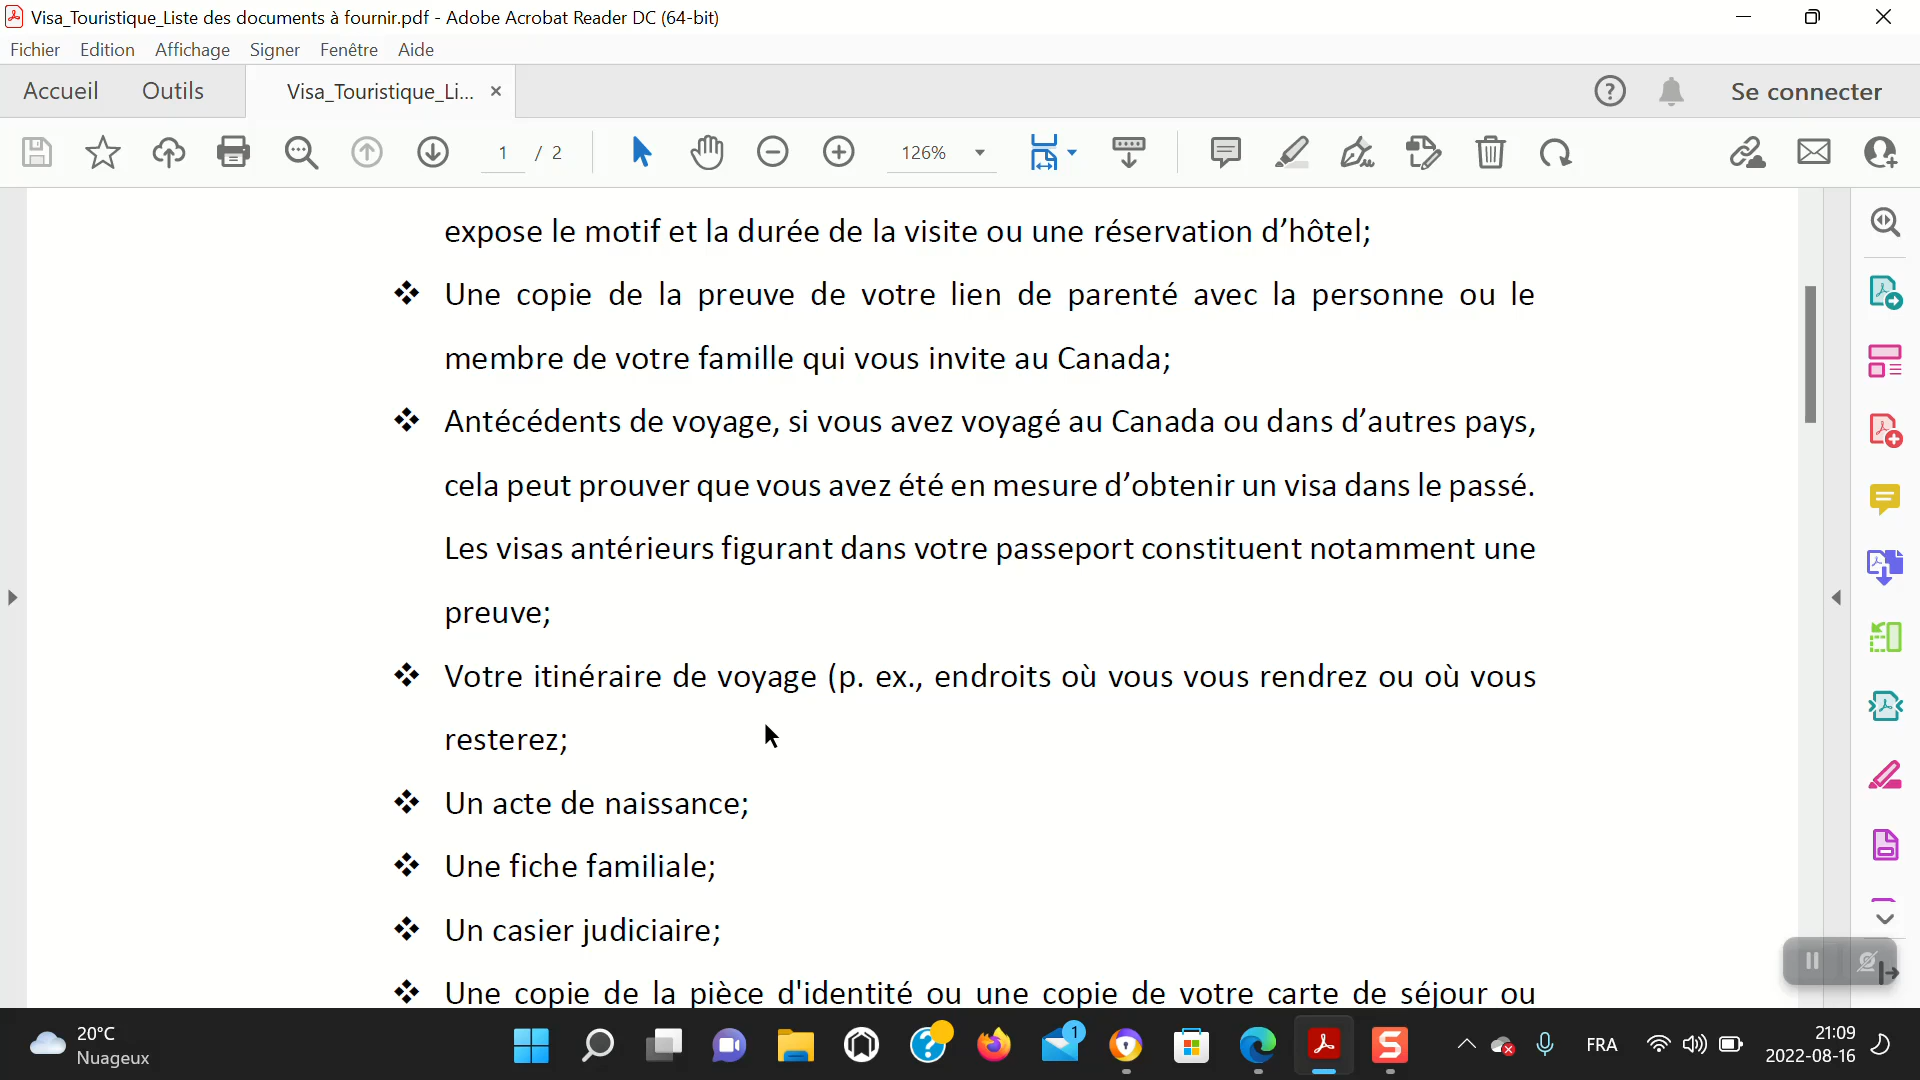 Visa_Touristique_Liste des documents à fournir.pdf - Adobe Acrobat Reader DC (64-bit)
Fichier Edition Affichage Signer Fenêtre Aide
Accueil Outils Visa_Touristique_Li... × Se connecter
1 / 2 126%
expose le motif et la durée de la visite ou une réservation d’hôtel;
❖ Une copie de la preuve de votre lien de parenté avec la personne ou le
membre de votre famille qui vous invite au Canada;
❖ Antécédents de voyage, si vous avez voyagé au Canada ou dans d’autres pays,
cela peut prouver que vous avez été en mesure d’obtenir un visa dans le passé.
Les visas antérieurs figurant dans votre passeport constituent notamment une
preuve;
❖ Votre itinéraire de voyage (p. ex., endroits où vous vous rendrez ou où vous
resterez;
❖ Un acte de naissance;
❖ Une fiche familiale;
❖ Un casier judiciaire;
❖ Une copie de la pièce d'identité ou une copie de votre carte de séjour ou
20°C
Nuageux
1
FRA
21:09
2022-08-16